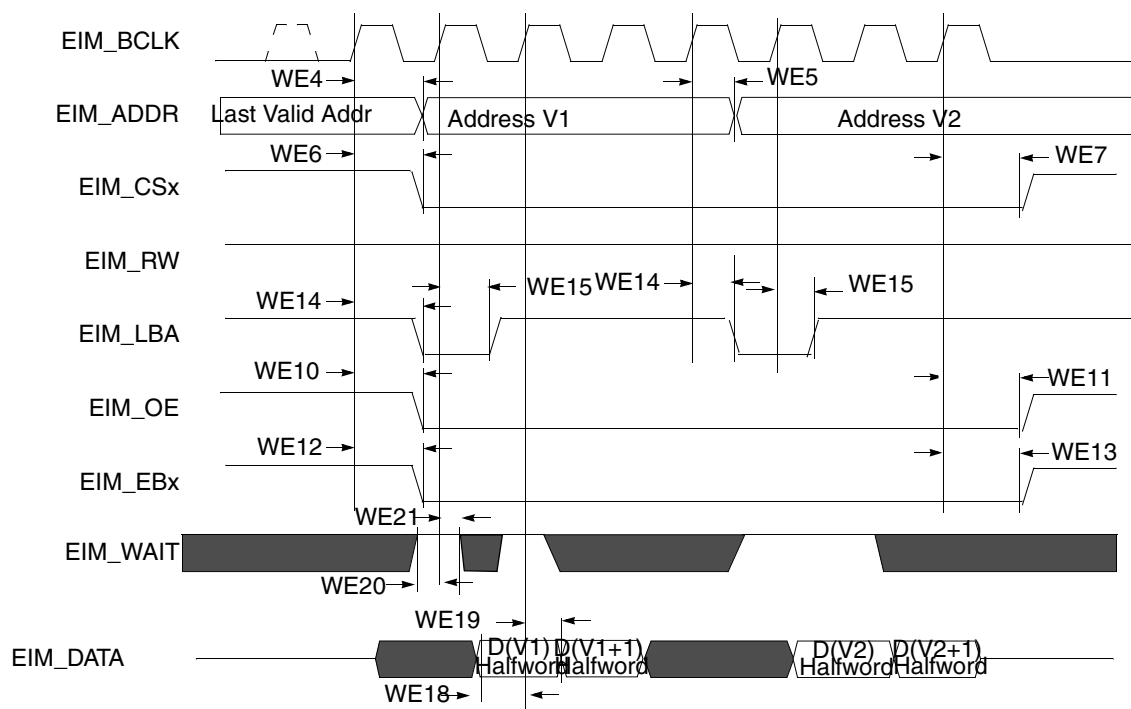 EIM_BCLK
WE4
WE5
EIM_ADDR
Last Valid Addr
Address V1
Address V2
WE6
WE7
EIM_CSx
EIM_RW
WE14
WE15
WE14
WE15
EIM_LBA
WE10
WE11
EIM_OE
WE12
WE13
EIM_EBx
WE21
EIM_WAIT
WE20
WE19
EIM_DATA
D(V1)
Halfword
D(V1+1)
Halfword
D(V2)
Halfword
D(V2+1)
Halfword
WE18